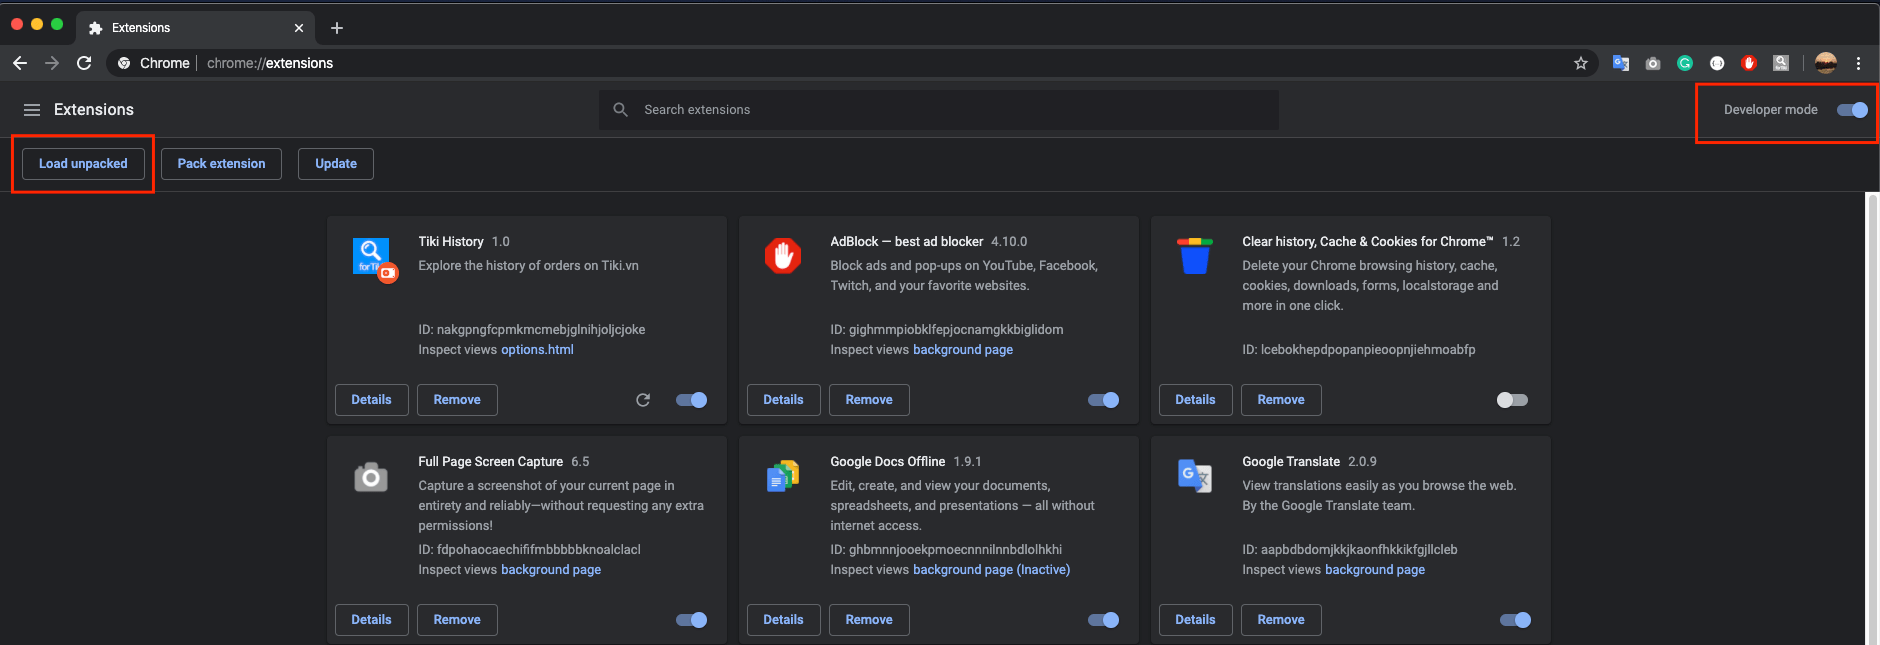 Extensions
Chrome | chrome://extensions
Extensions
Search extensions
Developer mode
Load unpacked
Pack extension
Update
for Ti
Tiki History 1.0
Explore the history of orders on Tiki.vn
ID: nakgpngfcpmkmcmebjglnihjoljcjoke
Inspect views options.html
Details
Remove
AdBlock — best ad blocker 4.10.0
Block ads and pop-ups on YouTube, Facebook,
Twitch, and your favorite websites.
ID: gighmmpiobklfepjocnamgkkbiglidom
Inspect views background page
Details
Remove
Clear history, Cache & Cookies for Chrome™ 1.2
Delete your Chrome browsing history, cache,
cookies, downloads, forms, localstorage and
more in one click.
ID: lcebokhepdpopanpieoopnjiehmoabfp
Details
Remove
Full Page Screen Capture 6.5
Capture a screenshot of your current page in
entirety and reliably—without requesting any extra
permissions!
ID: fdpohaocaechififmbbbbbknoalclacl
Inspect views background page
Details
Remove
Google Docs Offline 1.9.1
Edit, create, and view your documents,
spreadsheets, and presentations — all without
internet access.
ID: ghbmnnjooekpmoecnnnilnnbdlolhkhi
Inspect views background page (Inactive)
Details
Remove
G
Google Translate 2.0.9
View translations easily as you browse the web.
By the Google Translate team.
ID: aapbdbdomjkkjkaonfhkkikfgjllcleb
Inspect views background page
Details
Remove